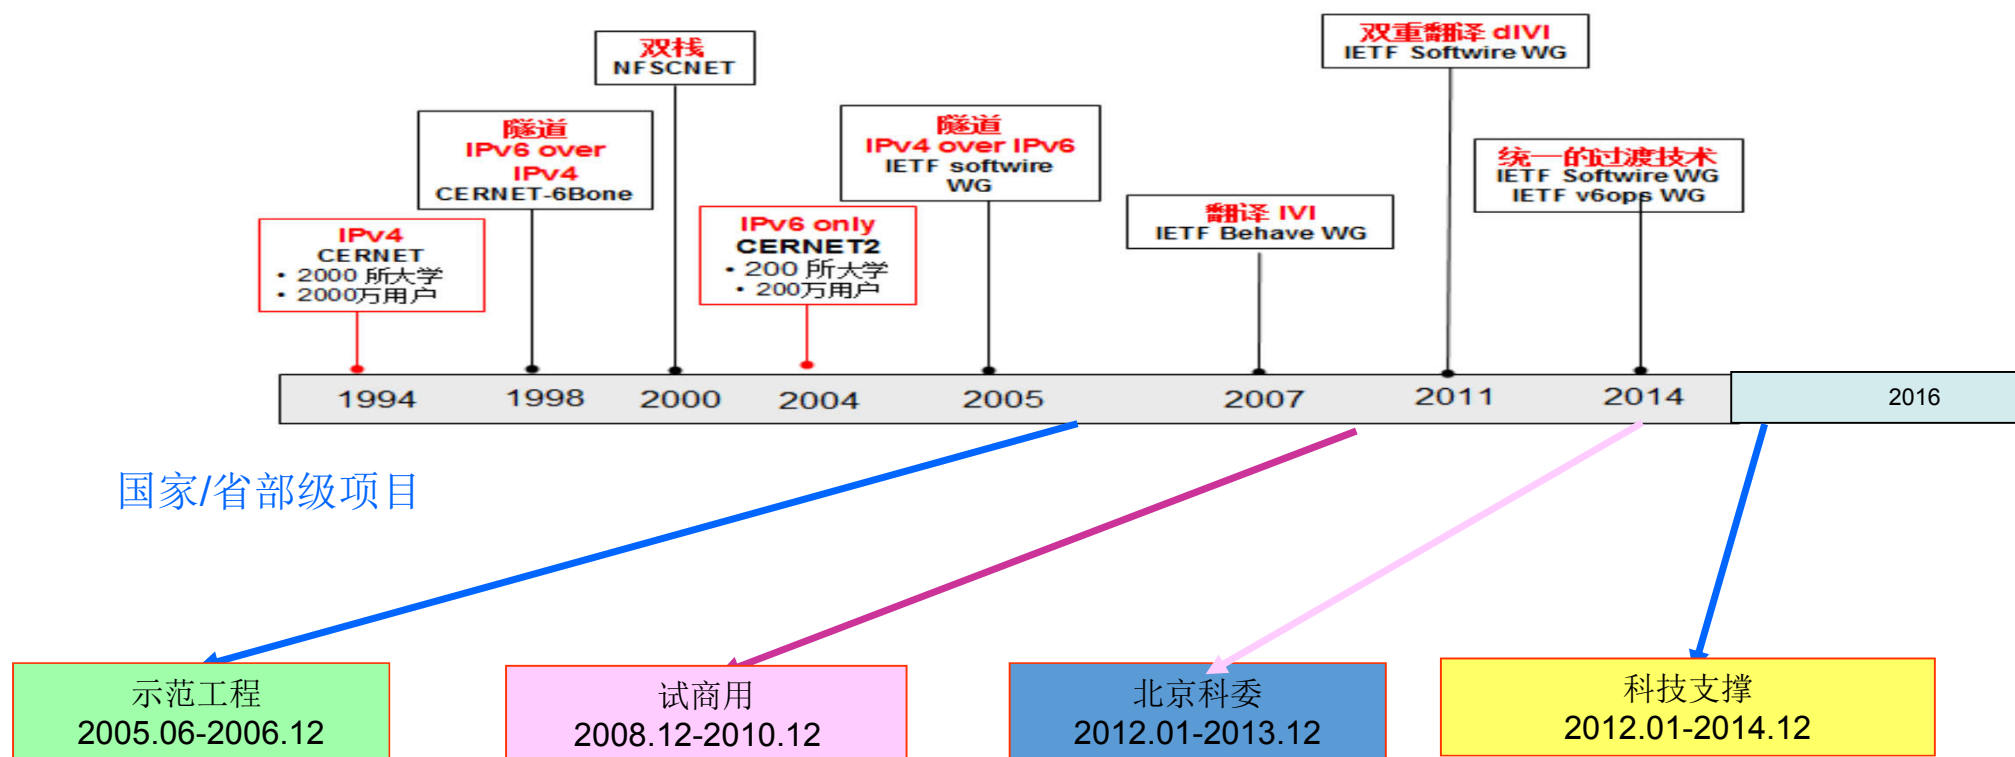 双栈
NFSCNET
双重翻译 dIVI
IETF Softwire WG
隧道
IPv6 over
IPv4
CERNET-6Bone
隧道
IPv4 over IPv6
IETF softwire
WG
统一的过渡技术
IETF Softwire WG
IETF v6ops WG
IPv4
CERNET
• 2000 所大学
• 2000万用户
IPv6 only
CERNET2
• 200 所大学
• 200万用户
翻译 IVI
IETF Behave WG
1994
1998
2000
2004
2005
2007
2011
2014
2016
国家/省部级项目
示范工程
2005.06-2006.12
试商用
2008.12-2010.12
北京科委
2012.01-2013.12
科技支撑
2012.01-2014.12